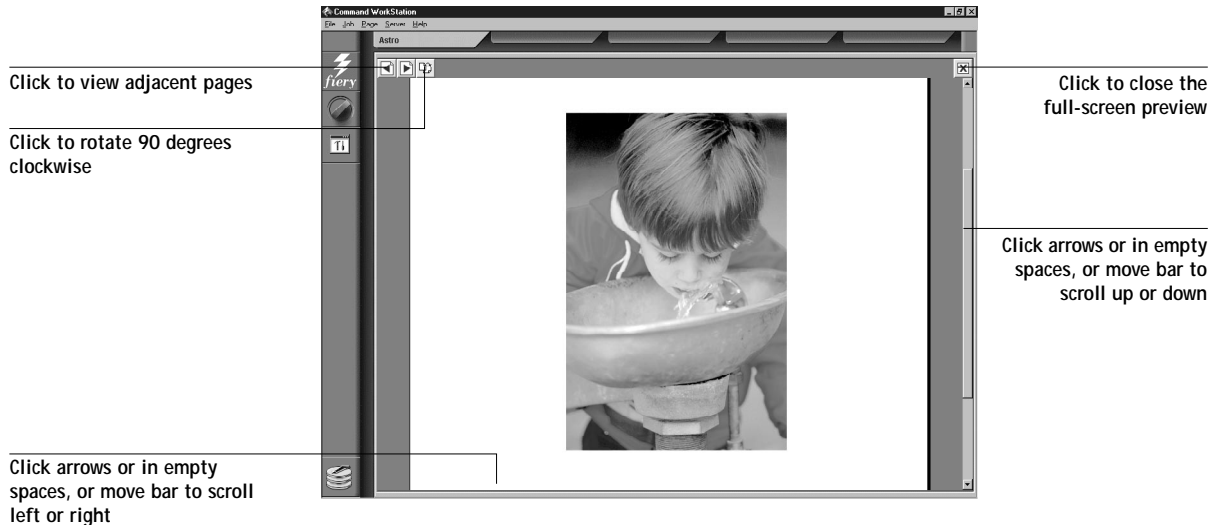 Command WorkStation
File Job Page Server Help
Astro
fiery
Click to view adjacent pages
Click to rotate 90 degrees
clockwise
Click to close the
full-screen preview
Click arrows or in empty
spaces, or move bar to
scroll up or down
Click arrows or in empty
spaces, or move bar to scroll
left or right